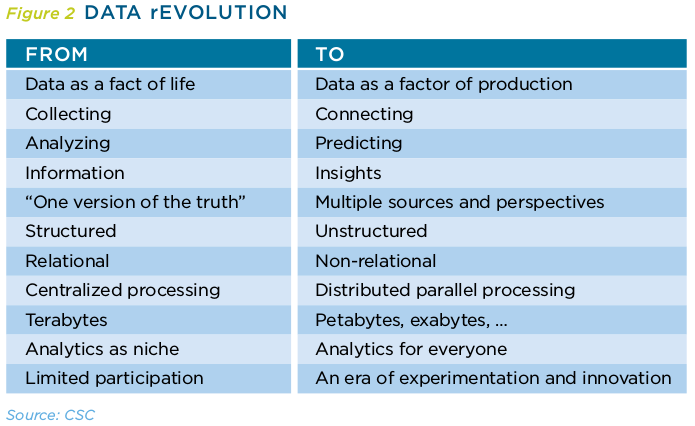 Figure 2 DATA rEVOLUTION
FROM TO
Data as a fact of life Data as a factor of production
Collecting Connecting
Analyzing Predicting
Information Insights
“One version of the truth” Multiple sources and perspectives
Structured Unstructured
Relational Non-relational
Centralized processing Distributed parallel processing
Terabytes Petabytes, exabytes, ...
Analytics as niche Analytics for everyone
Limited participation An era of experimentation and innovation
Source: CSC